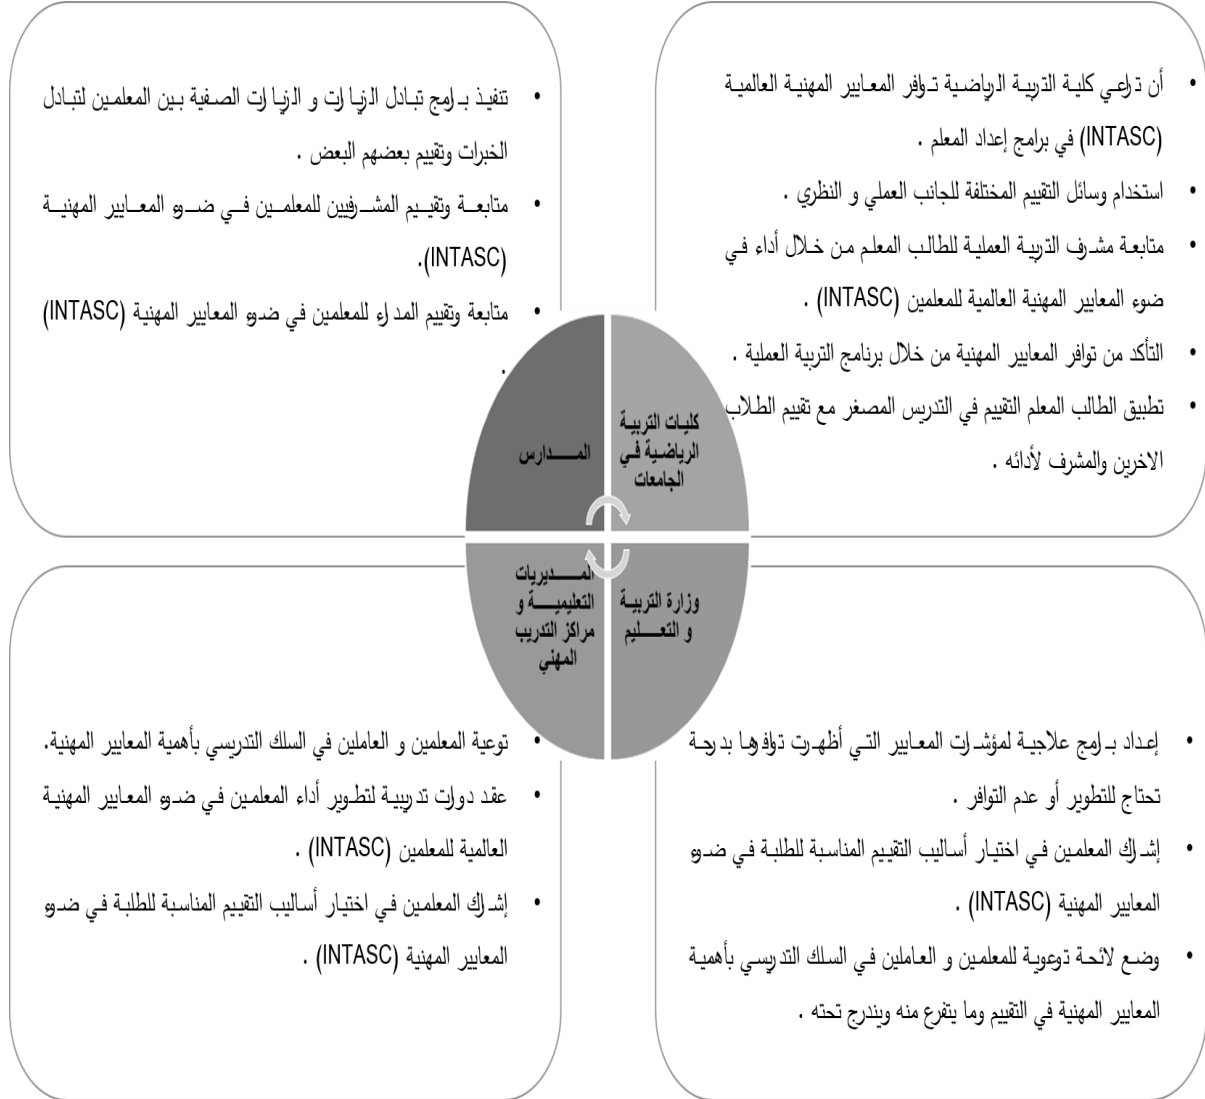 • أن تراعي كلية التربية الرياضية توافر المعايير المهنية العالمية
(INTASC) في برامج إعداد المعلم .
• استخدام وسائل التقييم المختلفة للجانب العملي و النظري .
• متابعة مشرف التربية العملية للطالب المعلم من خلال أداء في
ضوء المعايير المهنية العالمية للمعلمين (INTASC) .
• التأكد من توافر المعايير المهنية من خلال برنامج التربية العملية .
• تطبيق الطالب المعلم التقييم في التدريس المصغر مع تقييم الطلاب
الاخرين والمشرف لأدائه .
• تنفيذ برامج تبادل الزيارات و الزيارات الصفية بين المعلمين لتبادل
الخبرات وتقييم بعضهم البعض .
• متابعة وتقييم المشرفيين للمعلمين في ضوء المعايير المهنية
(INTASC).
• متابعة وتقييم المدراء للمعلمين في ضوء المعايير المهنية (INTASC)
.
كليات التربية
الرياضية في
الجامعات
المدارس
وزارة التربية
و التعليم
المديريات
التعليمية و
مراكز التدريب
المهني
• إعداد برامج علاجية لمؤشرات المعايير التي أظهرت توافرها بدرجة
تحتاج للتطوير أو عدم التوافر .
• إشراك المعلمين في اختيار أساليب التقييم المناسبة للطلبة في ضوء
المعايير المهنية (INTASC) .
• وضع لائحة توعوية للمعلمين و العاملين في السلك التدريسي بأهمية
المعايير المهنية في التقييم وما يتفرع منه ويندرج تحته .
• توعية المعلمين و العاملين في السلك التدريسي بأهمية المعايير المهنية.
• عقد دورات تدريبية لتطوير أداء المعلمين في ضوء المعايير المهنية
العالمية للمعلمين (INTASC) .
• إشراك المعلمين في اختيار أساليب التقييم المناسبة للطلبة في ضوء
المعايير المهنية (INTASC) .